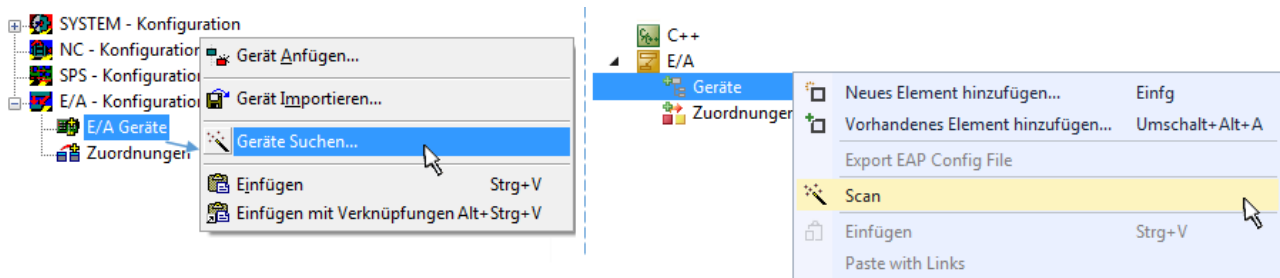 SYSTEM - Konfiguration
NC - Konfiguration
SPS - Konfiguration
E/A - Konfiguration
E/A Geräte
Zuordnungen
Gerät Anfügen...
Gerät Importieren...
Geräte Suchen...
Einfügen Strg+V
Einfügen mit Verknüpfungen Alt+Strg+V
C++
E/A
Geräte
Zuordnungen
Neues Element hinzufügen... Einfg
Vorhandenes Element hinzufügen... Umschalt+Alt+A
Export EAP Config File
Scan
Einfügen Strg+V
Paste with Links